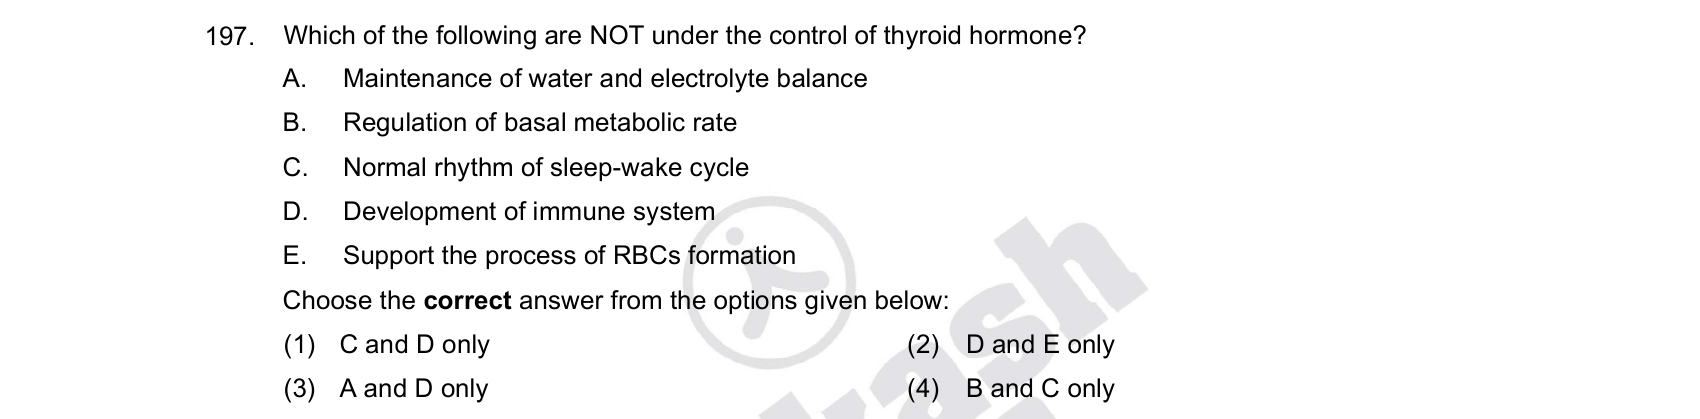 197. Which of the following are NOT under the control of thyroid hormone?
A. Maintenance of water and electrolyte balance
B. Regulation of basal metabolic rate
C. Normal rhythm of sleep-wake cycle
D. Development of immune system
E. Support the process of RBCs formation
Choose the correct answer from the options given below:
(1) C and D only (2) D and E only
(3) A and D only (4) B and C only